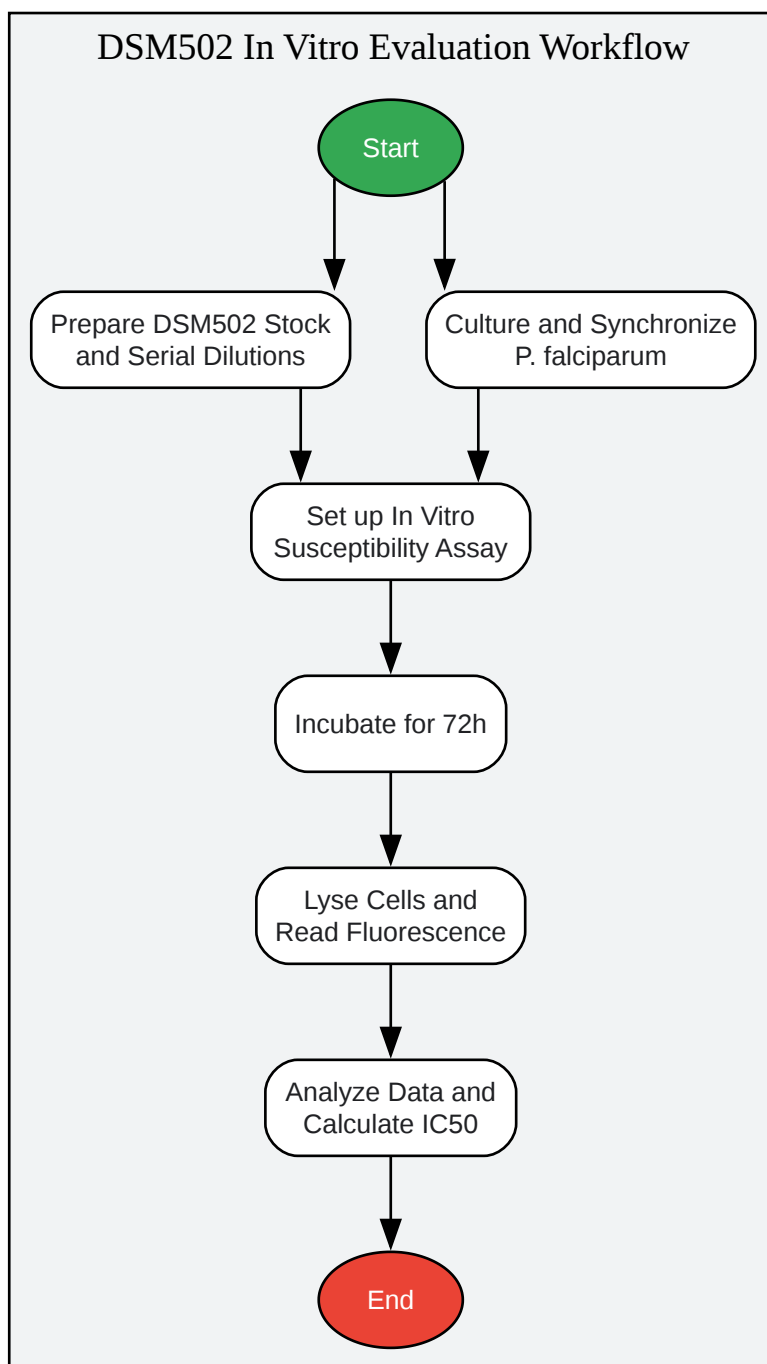 DSM502 In Vitro Evaluation Workflow
Start
Prepare DSM502 Stock
and Serial Dilutions
Culture and Synchronize
P. falciparum
Set up In Vitro
Susceptibility Assay
Incubate for 72h
Lyse Cells and
Read Fluorescence
Analyze Data and
Calculate IC50
End